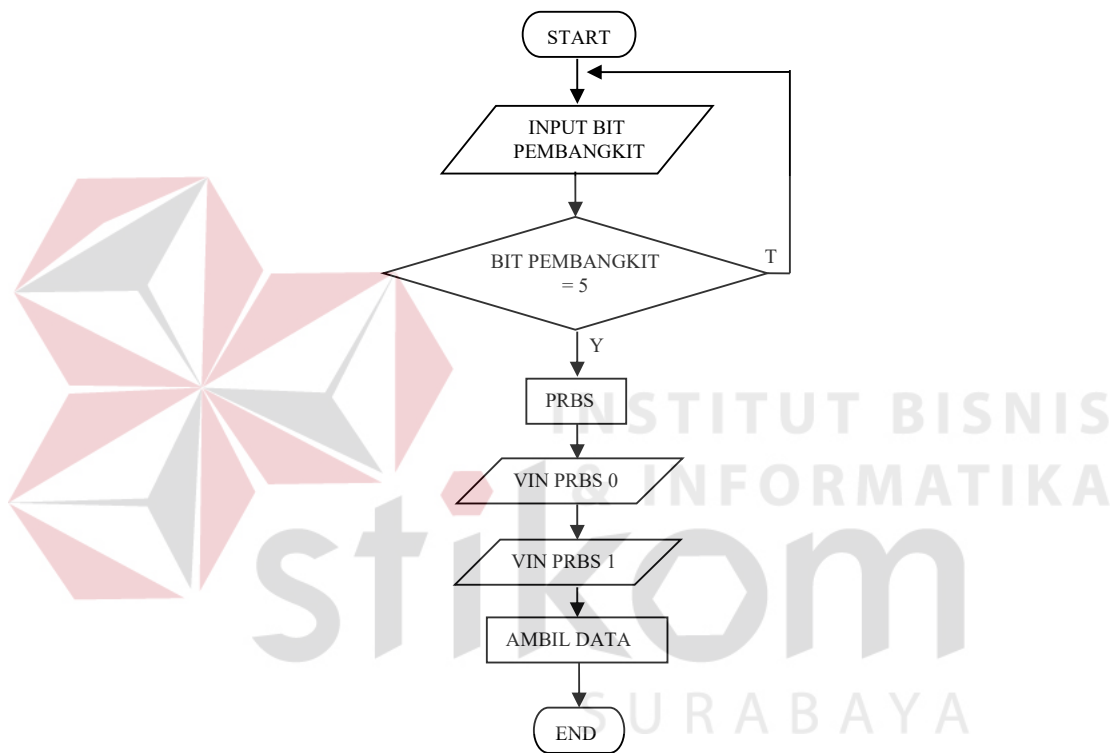 START
INPUT BIT
PEMBANGKIT
BIT PEMBANGKIT
= 5
T
Y
PRBS
INSTITUT BISNIS
VIN PRBS 0
& INFORMATIKA
stikom
VIN PRBS 1
AMBIL DATA
SURABAYA
END